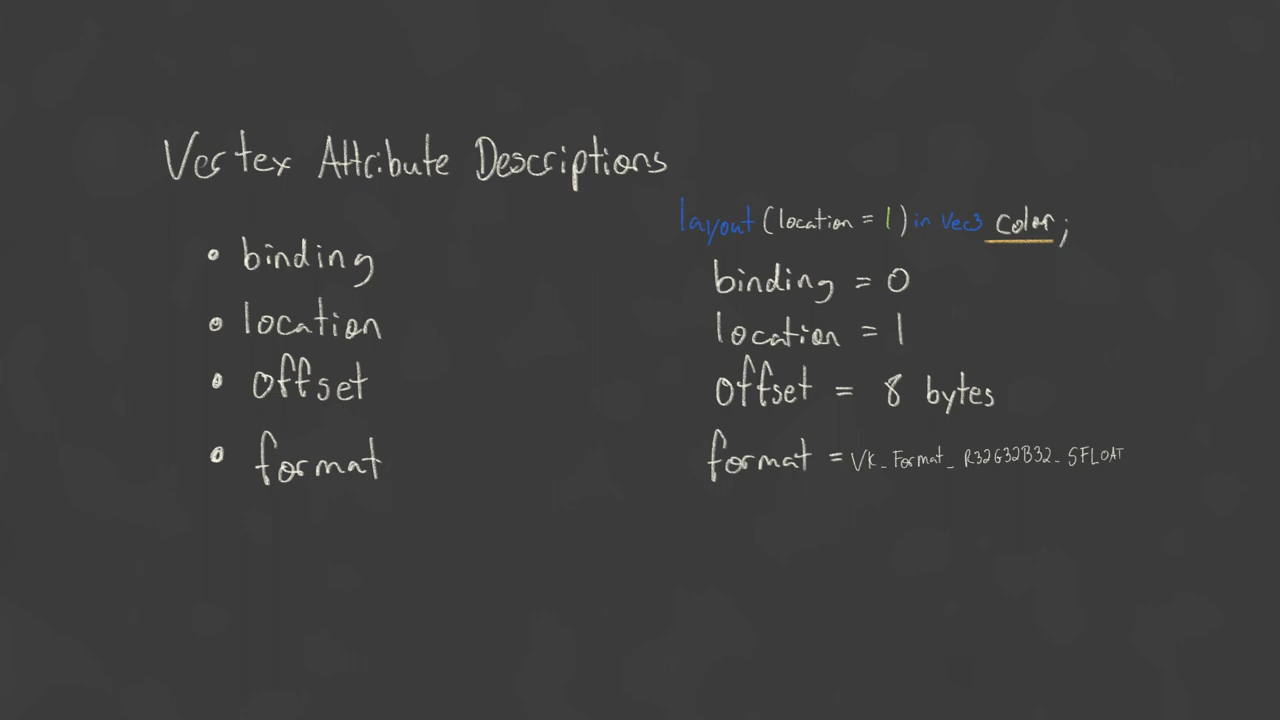 Vertex Attribute Descriptions
• binding
• location
• offset
• format
layout (location = 1) in vec3 color;
binding = 0
location = 1
offset = 8 bytes
format = VK_Format_R32G32B32_SFLOAT